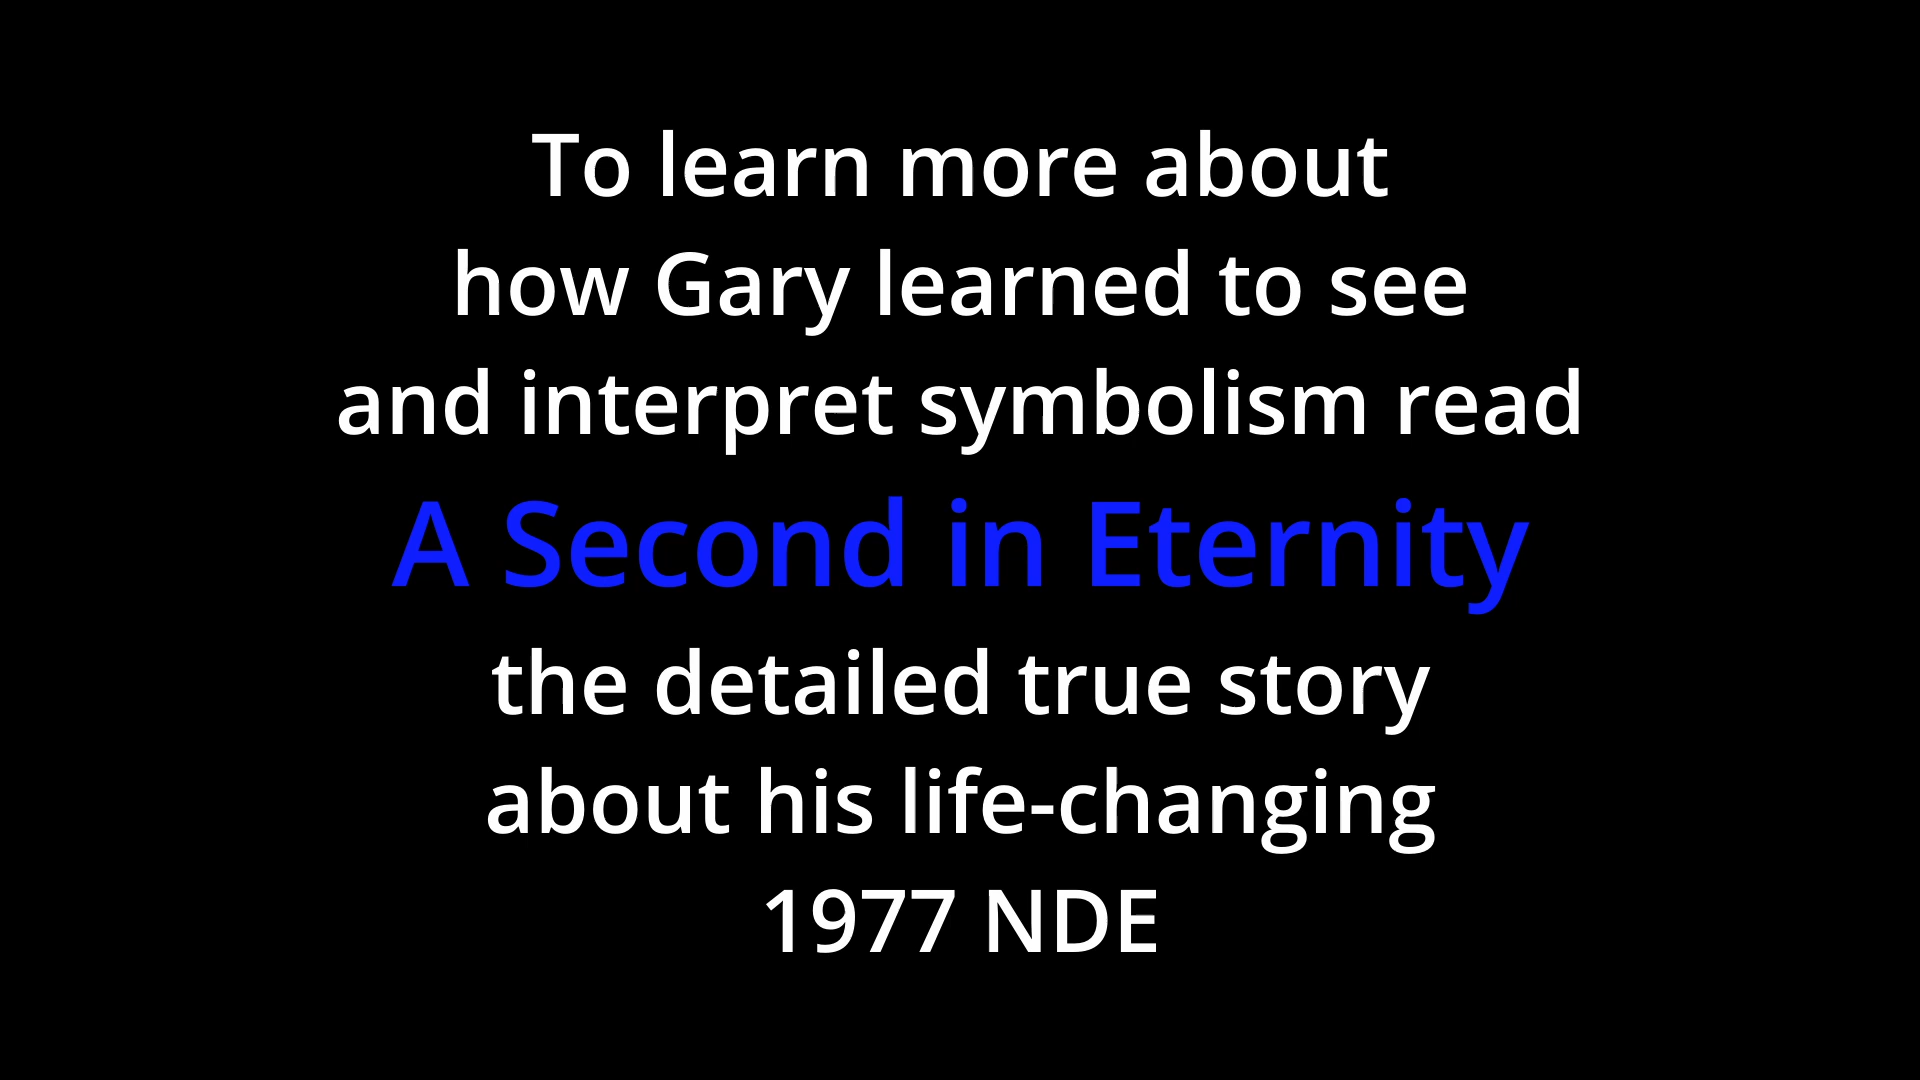 To learn more about
how Gary learned to see
and interpret symbolism read
A Second in Eternity
the detailed true story
about his life-changing
1977 NDE